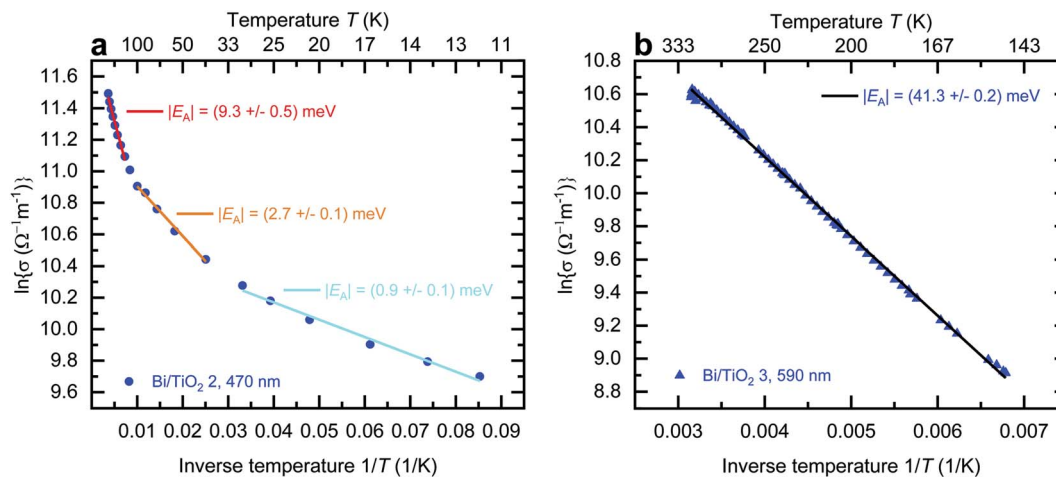 Temperature T (K)
100 50 33 25 20 17 14 12 11
a
11.6
11.4
11.2
11.0
10.8
10.6
10.4
10.2
10.0
9.8
9.6
ln{σ (Ω⁻¹m⁻¹)}
|E_A| = (9.3 +/- 0.5) meV
|E_A| = (2.7 +/- 0.1) meV
|E_A| = (0.9 +/- 0.1) meV
Bi/TiO₂ 2, 470 nm
0.01 0.02 0.03 0.04 0.05 0.06 0.07 0.08 0.09
Inverse temperature 1/T (1/K)
Temperature T (K)
333 250 200 167 143
b
10.8
10.6
10.4
10.2
10.0
9.8
9.6
9.4
9.2
9.0
8.8
ln{σ (Ω⁻¹m⁻¹)}
|E_A| = (41.3 +/- 0.2) meV
Bi/TiO₂ 3, 590 nm
0.003 0.004 0.005 0.006 0.007
Inverse temperature 1/T (1/K)